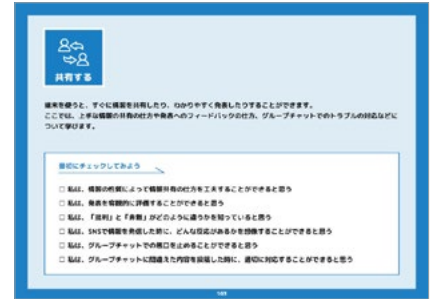 共有する
端末を使うと、すぐに情報を共有したり、わかりやすく発表したりすることができます。
ここでは、上手な情報の共有の仕方や発表へのフィードバックの仕方、グループチャットでのトラブルの対応などに
ついて学びます。
最初にチェックしてみよう
□ 私は、情報の性質によって情報共有の仕方を工夫することができると思う
□ 私は、発表を客観的に評価することができると思う
□ 私は、「批判」と「非難」がどのように違うかを知っていると思う
□ 私は、SNSで情報を発信した時に、どんな反応があるかを想像することができると思う
□ 私は、グループチャットでの悪口を止めることができると思う
□ 私は、グループチャットに間違えた内容を投稿した時に、適切に対応することができると思う